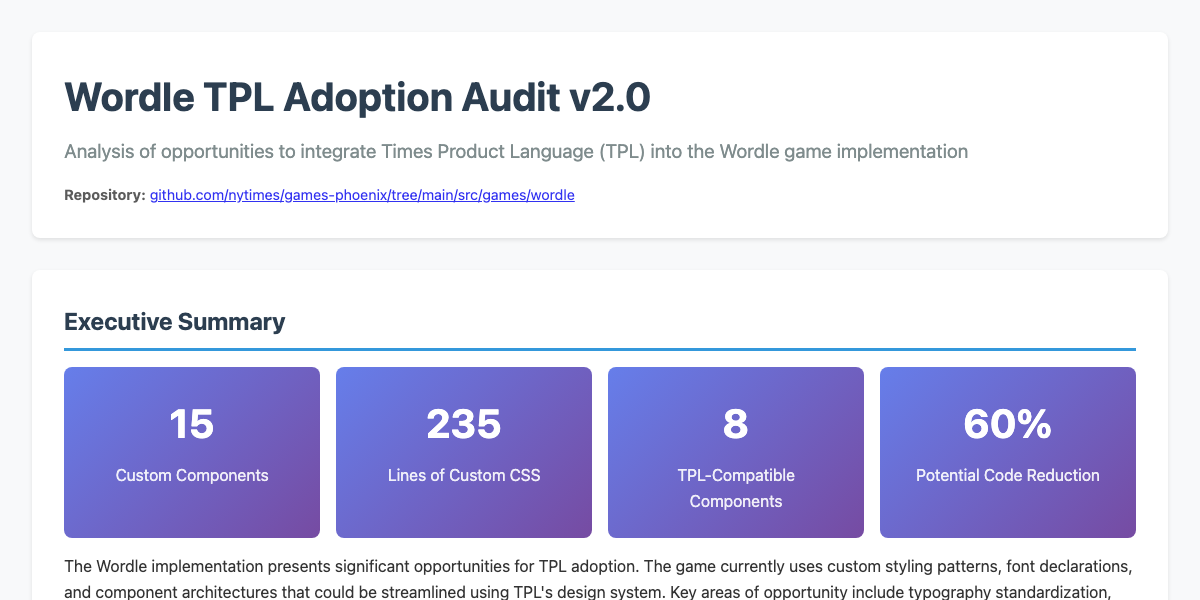 Wordle TPL Adoption Audit v2.0
Analysis of opportunities to integrate Times Product Language (TPL) into the Wordle game implementation
Repository: github.com/nytimes/games-phoenix/tree/main/src/games/wordle
Executive Summary
15
Custom Components
235
Lines of Custom CSS
8
TPL-Compatible
Components
60%
Potential Code Reduction
The Wordle implementation presents significant opportunities for TPL adoption. The game currently uses custom styling patterns, font declarations,
and component architectures that could be streamlined using TPL's design system. Key areas of opportunity include typography standardization,